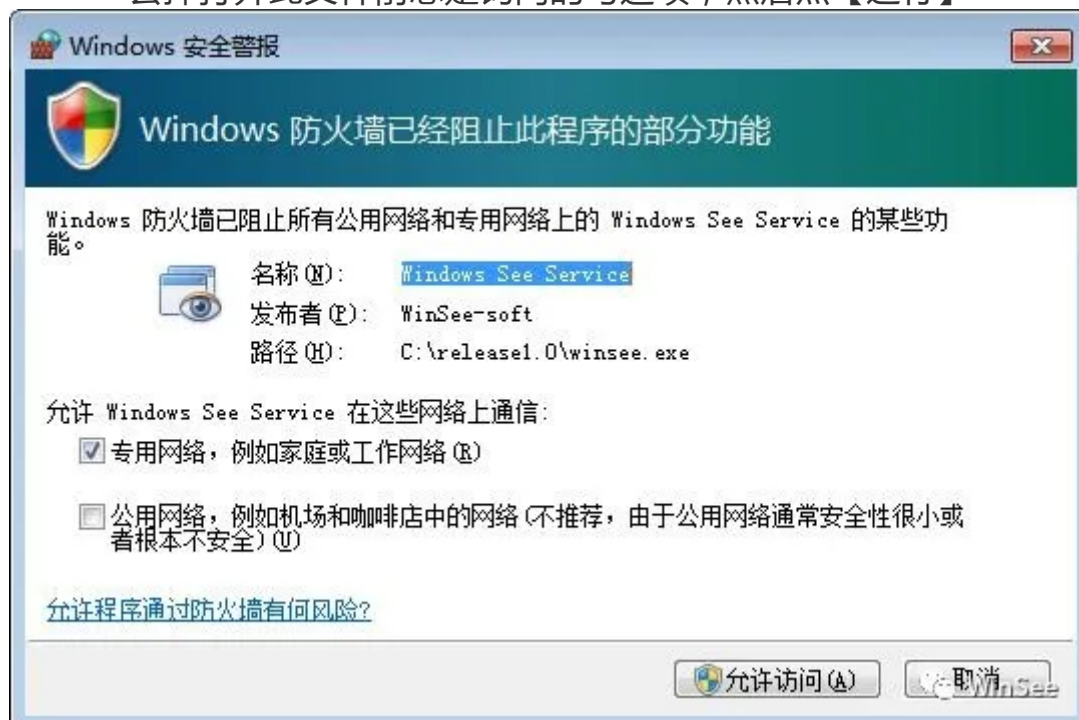 Windows 安全警报
Windows 防火墙已经阻止此程序的部分功能
Windows 防火墙已阻止所有公用网络和专用网络上的 Windows See Service 的某些功
能。
名称(N): Windows See Service
发布者(P): WinSee-soft
路径(H): C:\release1.0\winsee.exe
允许 Windows See Service 在这些网络上通信:
专用网络，例如家庭或工作网络(R)
公用网络，例如机场和咖啡店中的网络(不推荐，由于公用网络通常安全性很小或
者根本不安全)(U)
允许程序通过防火墙有何风险?
允许访问(A) 取消
WinSee